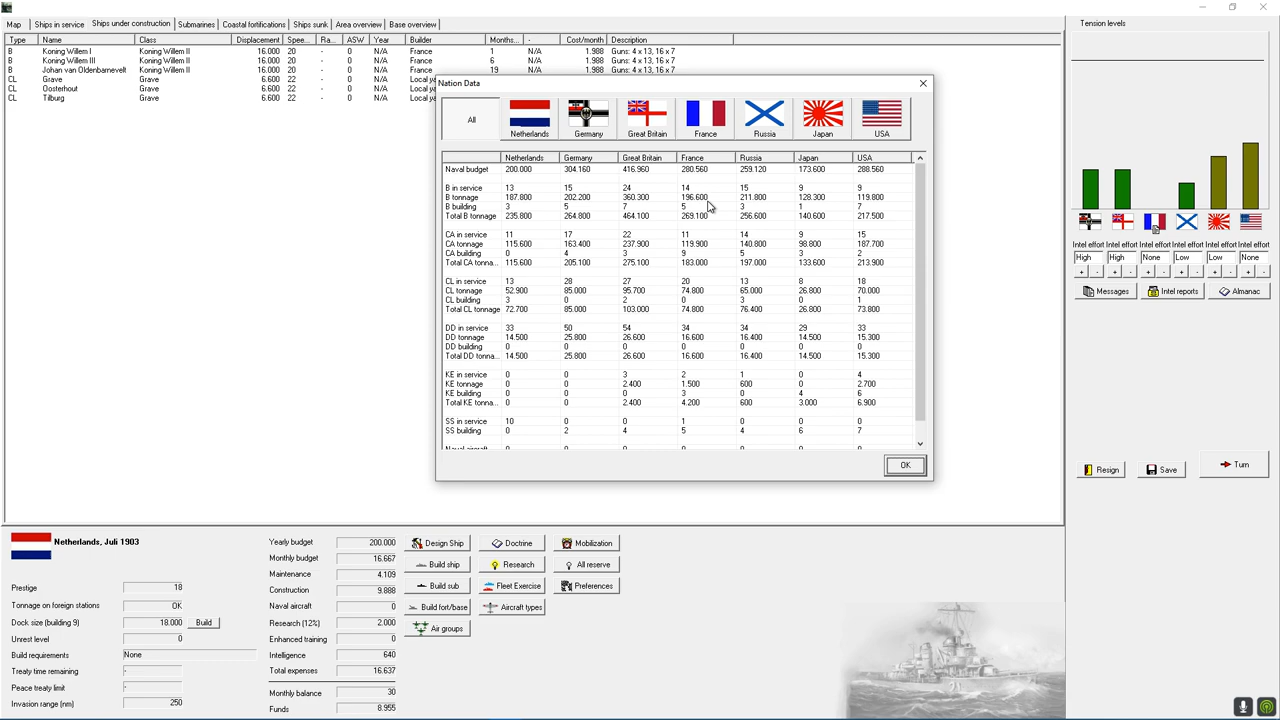 Map Ships in service Ships under construction Submarines Coastal fortifications Ships sunk Area overview Base overview
Type Name Class Displacement Spee... Ra... ASW Year Builder Months... - Cost/month Description
B Koning Willem I Koning Willem II 16.000 20 - 0 N/A France 1 N/A 1.988 Guns: 4 x 13, 16 x 7
B Koning Willem III Koning Willem II 16.000 20 - 0 N/A France 6 N/A 1.988 Guns: 4 x 13, 16 x 7
B Johan van Oldenbarnevelt Koning Willem II 16.000 20 - 0 N/A France 19 N/A 1.988 Guns: 4 x 13, 16 x 7
CL Grave Grave 6.600 22 - 0 N/A Local ya
CL Oosterhout Grave 6.600 22 - 0 N/A Local ya
CL Tilburg Grave 6.600 22 - 0 N/A Local ya
Nation Data
All Netherlands Germany Great Britain France Russia Japan USA
Netherlands Germany Great Britain France Russia Japan USA
Naval budget 200.000 304.160 416.960 280.560 259.120 173.600 288.560
B in service 13 15 24 14 15 9 9
B tonnage 187.800 202.200 360.300 196.600 211.800 128.300 119.800
B building 3 5 7 5 3 1 7
Total B tonnage 235.800 264.800 464.100 269.100 256.600 140.600 217.500
CA in service 11 17 22 11 14 9 15
CA tonnage 115.600 163.400 237.900 119.900 140.800 98.800 187.700
CA building 0 4 3 9 5 3 2
Total CA tonna... 115.600 205.100 275.100 183.000 197.000 133.600 213.900
CL in service 13 28 27 20 13 8 18
CL tonnage 52.900 85.000 95.700 74.800 65.000 26.800 70.000
CL building 3 0 2 0 3 0 1
Total CL tonnage 72.700 85.000 103.000 74.800 76.400 26.800 73.800
DD in service 33 50 54 34 34 29 33
DD tonnage 14.500 25.800 26.600 16.600 16.400 14.500 15.300
DD building 0 0 0 0 0 0 0
Total DD tonna... 14.500 25.800 26.600 16.600 16.400 14.500 15.300
KE in service 0 0 3 2 1 0 4
KE tonnage 0 0 2.400 1.500 600 0 2.700
KE building 0 0 0 3 0 4 6
Total KE tonna... 0 0 2.400 4.200 600 3.000 6.900
SS in service 10 0 0 1 0 0 0
SS building 0 2 4 5 4 6 7
OK
Tension levels
Intel effort Intel effort Intel effort Intel effort Intel effort Intel effort
High High None Low Low None
+ - + - + - + - + - + -
Messages Intel reports Almanac
Resign Save Turn
Netherlands, Juli 1903
Prestige 18
Tonnage on foreign stations OK
Dock size (building 9) 18.000 Build
Unrest level 0
Build requirements None
Treaty time remaining -
Peace treaty limit -
Invasion range (nm) 250
Yearly budget 200.000
Monthly budget 16.667
Maintenance 4.109
Construction 9.888
Naval aircraft 0
Research (12%) 2.000
Enhanced training 0
Intelligence 640
Total expenses 16.637
Monthly balance 30
Funds 8.955
Design Ship Doctrine Mobilization
Build ship Research All reserve
Build sub Fleet Exercise Preferences
Build fort/base Aircraft types
Air groups